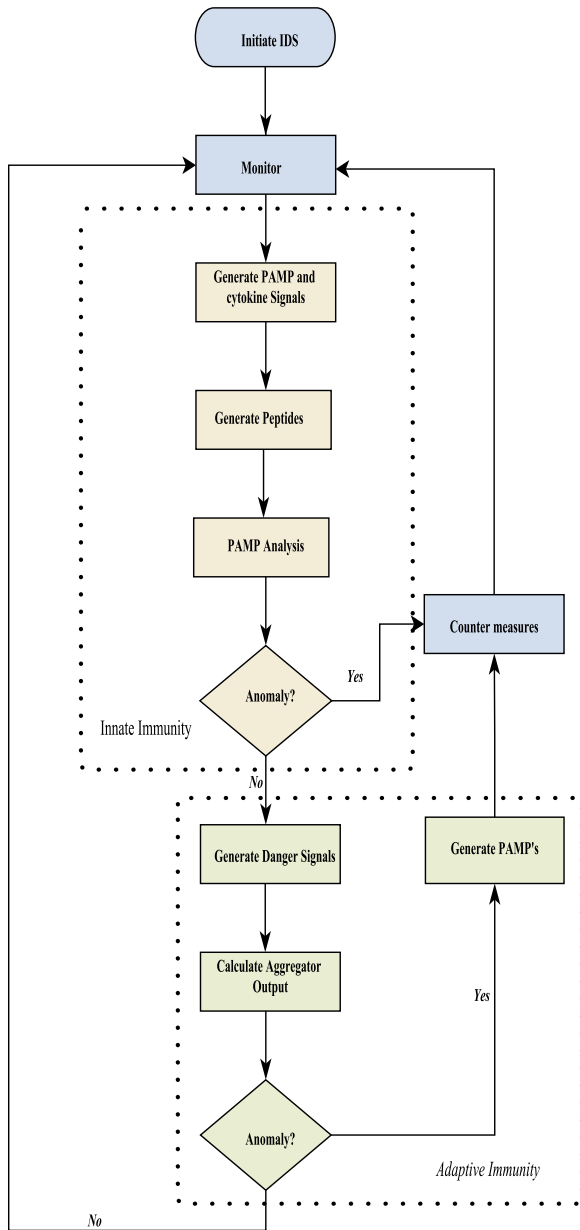 Initiate IDS
Monitor
Generate PAMP and
cytokine Signals
Generate Peptides
PAMP Analysis
Counter measures
Yes
Anomaly?
Innate Immunity
No
Generate Danger Signals
Generate PAMP's
Calculate Aggregator
Output
Yes
Anomaly?
Adaptive Immunity
No